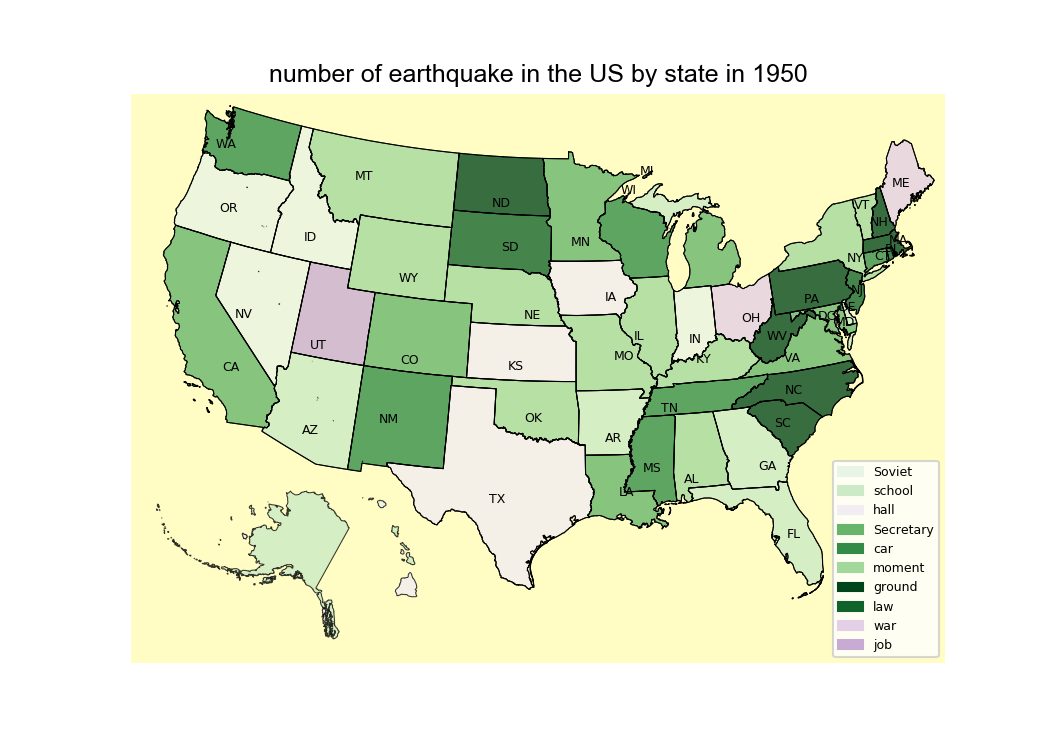 number of earthquake in the US by state in 1950
WA
MT
ND
MN
WI
MI
ME
VT
NH
MA
OR
ID
SD
WY
NY
CT
RI
NV
NE
IA
PA
NJ
DE
UT
CO
IL
IN
OH
WV
MD
DC
CA
KS
MO
KY
VA
AZ
NM
OK
AR
TN
NC
SC
TX
LA
MS
AL
GA
FL
Soviet
school
hall
Secretary
car
moment
ground
law
war
job